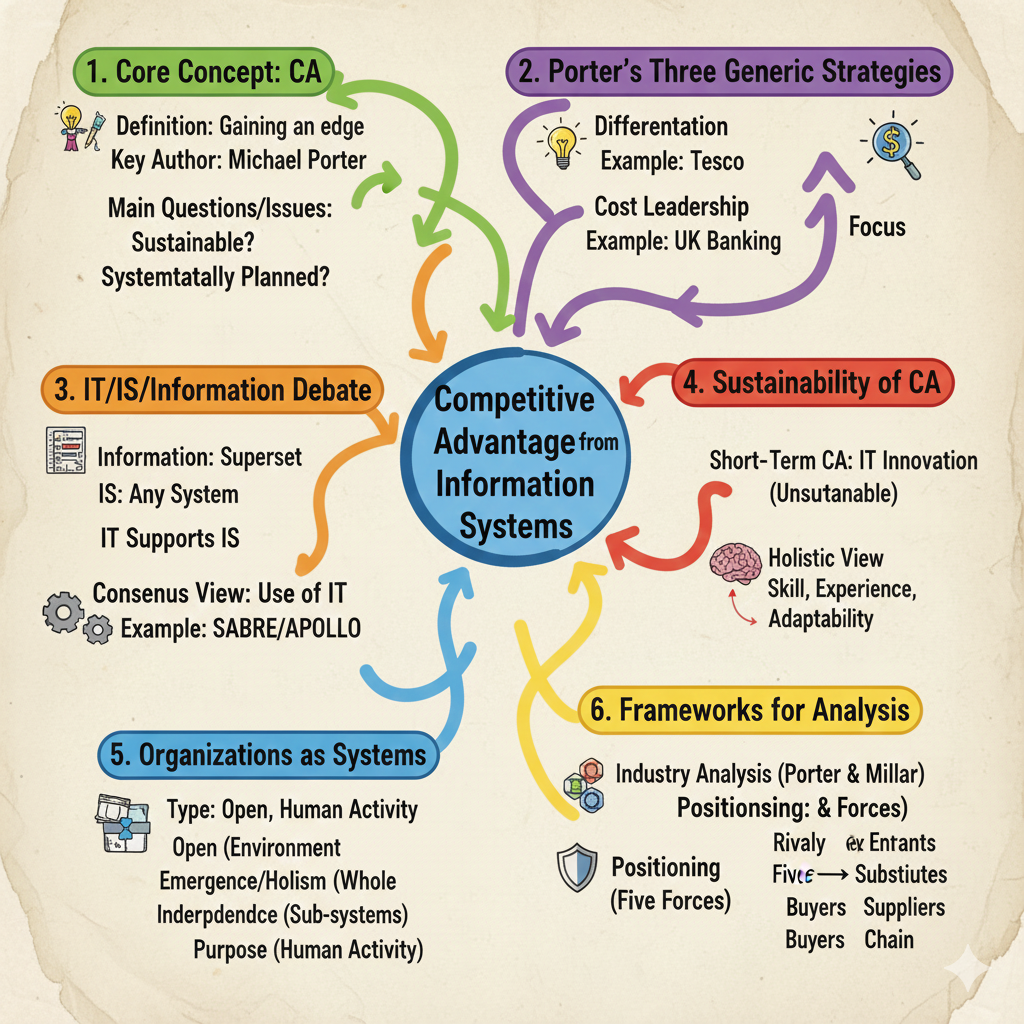 1. Core Concept: CA
Definition: Gaining an edge
Key Author: Michael Porter
Main Questions/Issues:
Sustainable?
Systemtatally Planned?
2. Porter's Three Generic Strategies
Differentation
Example: Tesco
Cost Leadership
Example: UK Banking
Focus
Competitive
Advantage from
Information
Systems
3. IT/IS/Information Debate
Information: Superset
IS: Any System
IT Supports IS
Consenus View: Use of IT
Example: SABRE/APOLLO
4. Sustainability of CA
Short-Term CA: IT Innovation
(Unsutanable)
Holistic View
Skill, Experience,
Adaptability
5. Organizations as Systems
Type: Open, Human Activity
Open (Environment
Emergence/Holism (Whole
Inderpdendce (Sub-systems)
Purpose (Human Activity)
6. Frameworks for Analysis
Industry Analysis (Porter & Millar)
Positionsing: & Forces)
Rivaly Entants
Five → Substiutes
Buyers Suppliers
Buyers Chain
Positioning
(Five Forces)
$